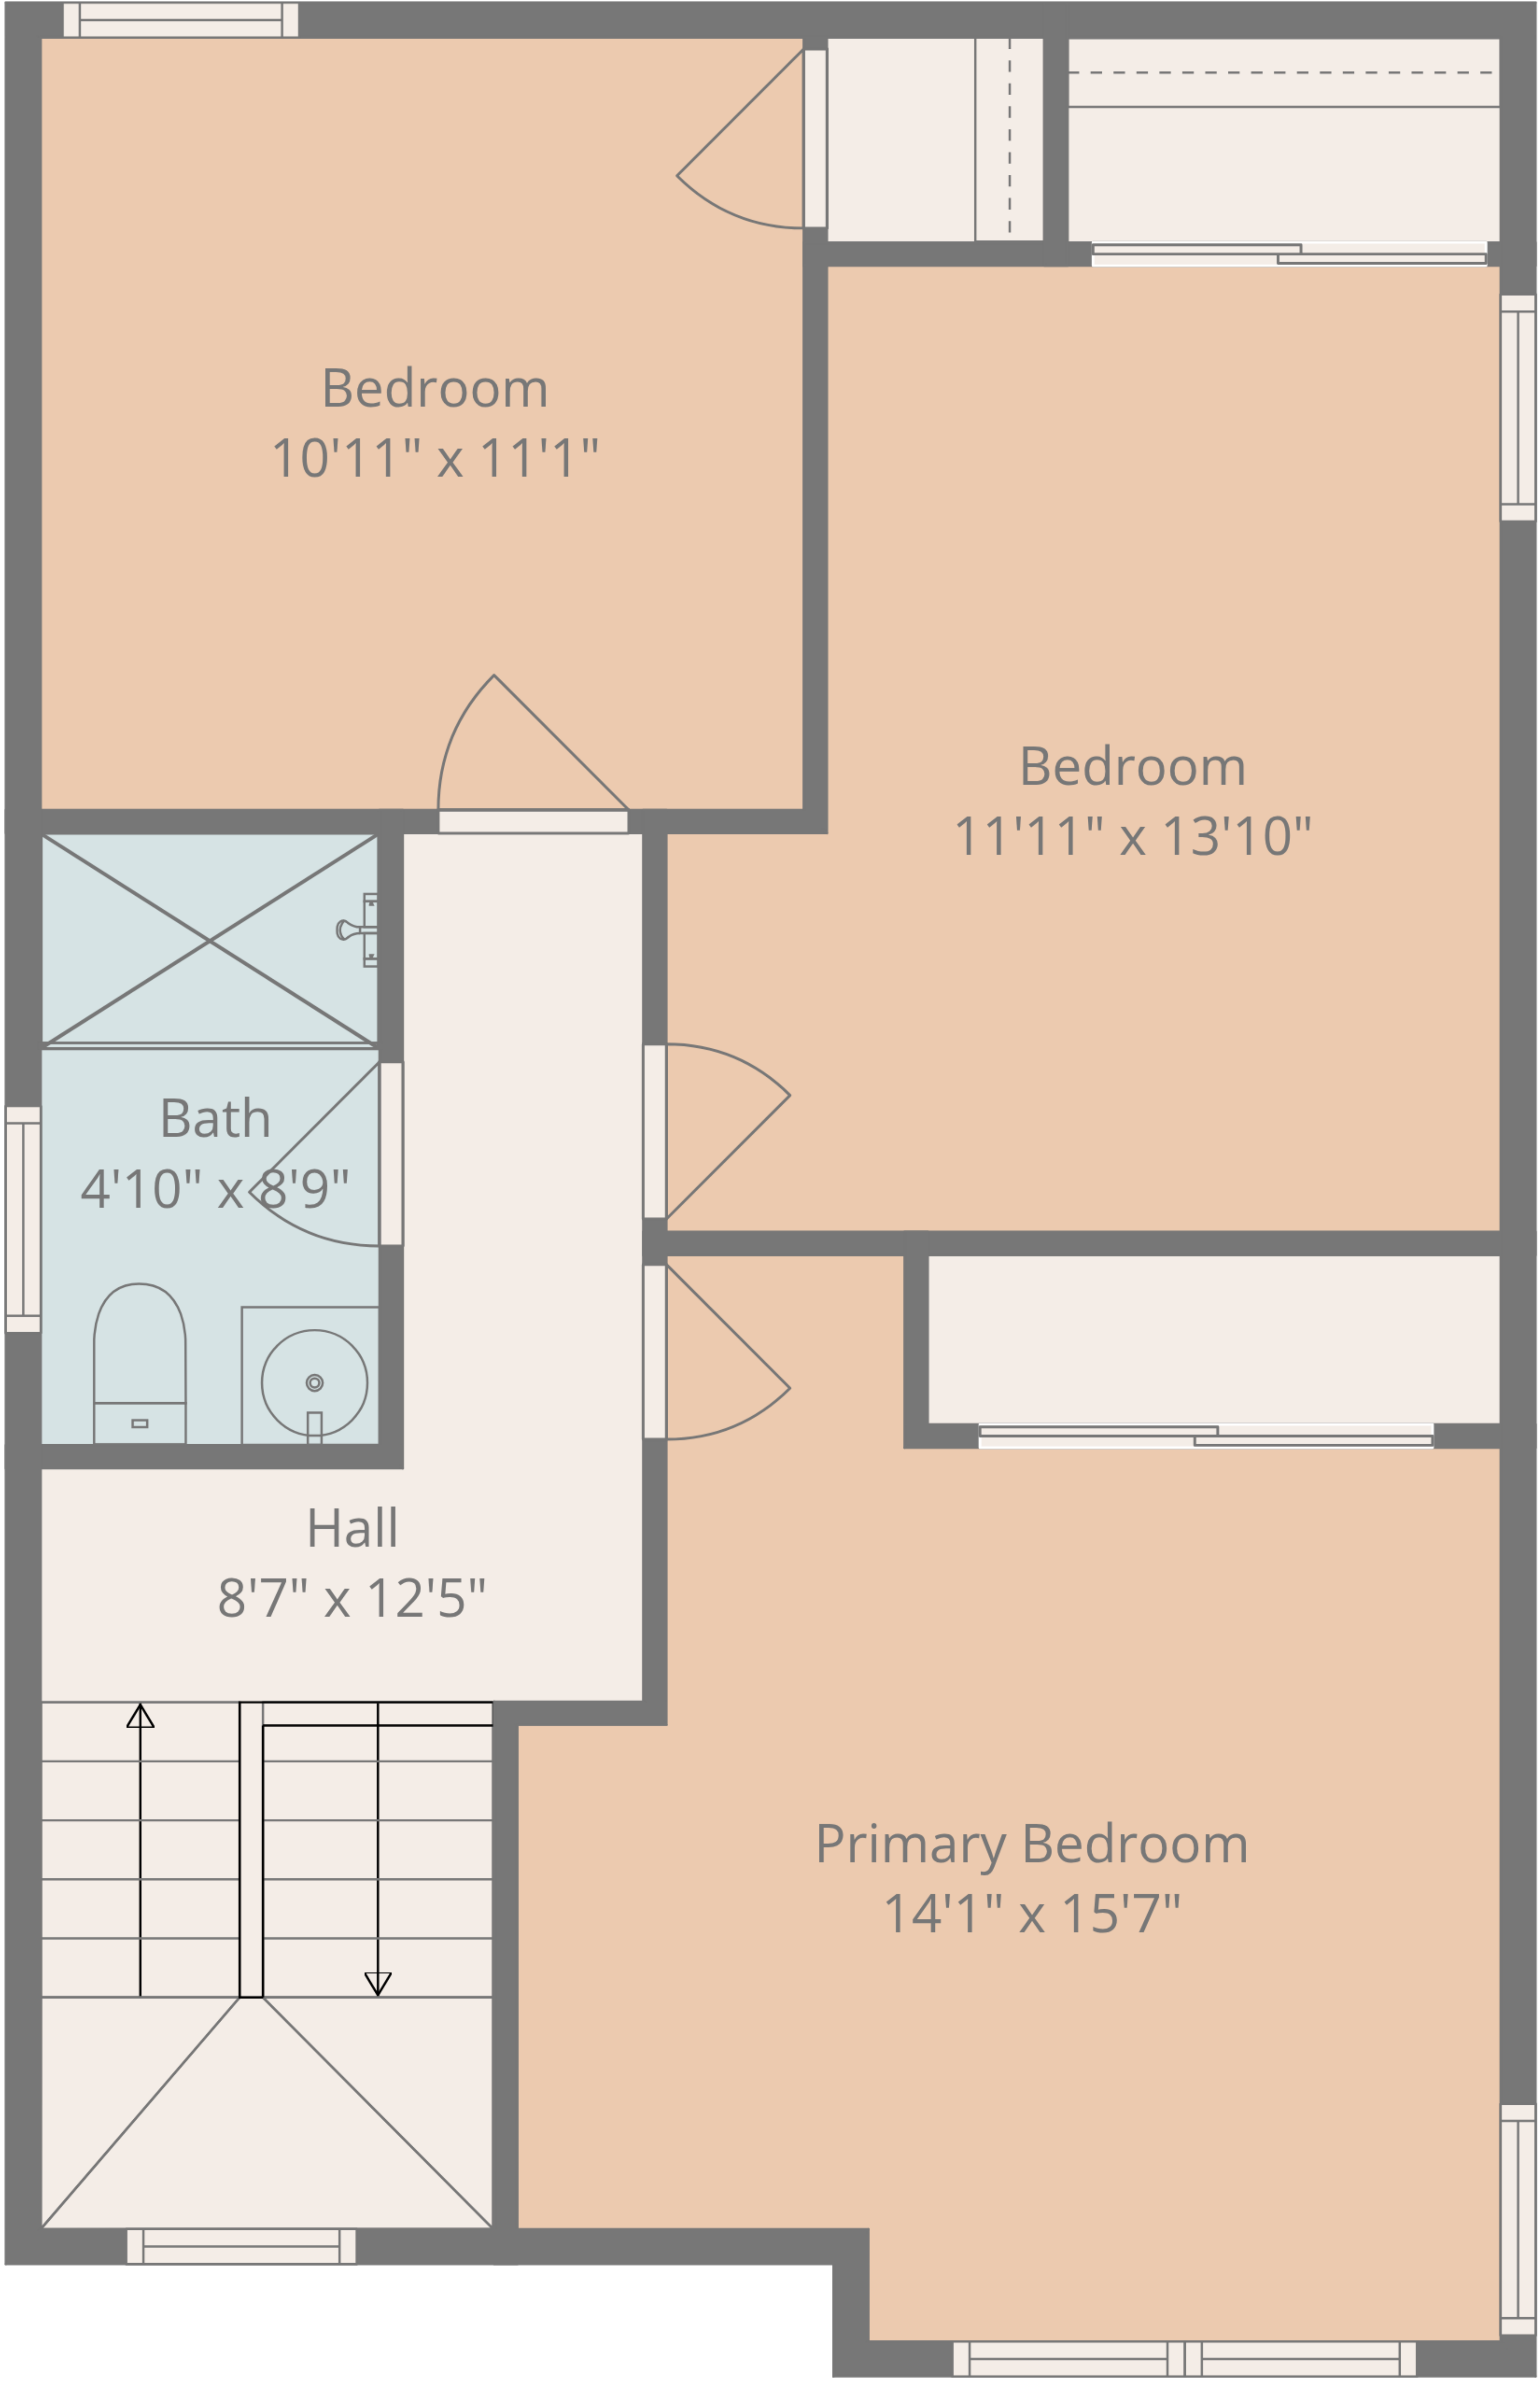 Bedroom
10'11" x 11'1"
Bedroom
11'11" x 13'10"
Bath
4'10" x 8'9"
Hall
8'7" x 12'5"
Primary Bedroom
14'1" x 15'7"